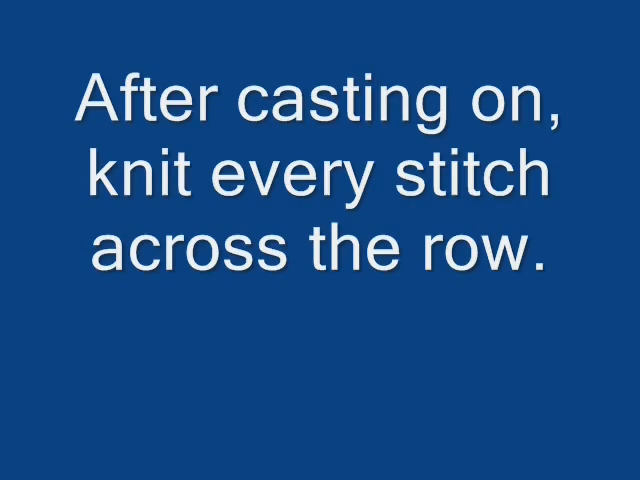 After casting on,
knit every stitch
across the row.